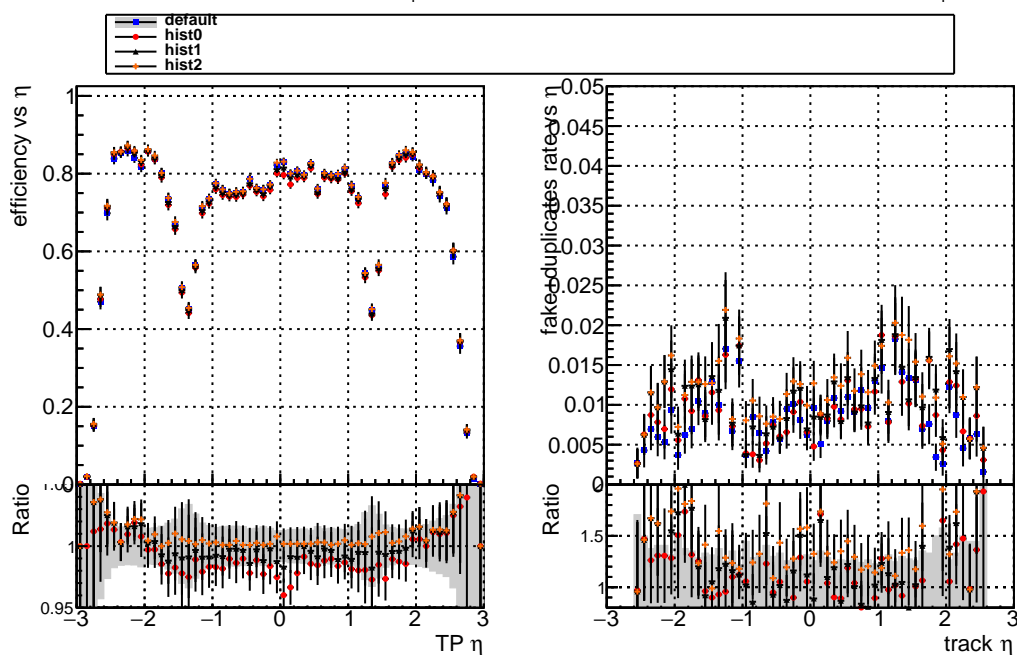 default
hist0
hist1
hist2
efficiency vs η
1
0.8
0.6
0.4
0.2
0
Ratio
1
0.95
−3 −2 −1 0 1 2 3
TP η
fake+duplicates rate vs η
0.05
0.045
0.04
0.035
0.03
0.025
0.02
0.015
0.01
0.005
0
Ratio
1.5
1
−3 −2 −1 0 1 2 3
track η